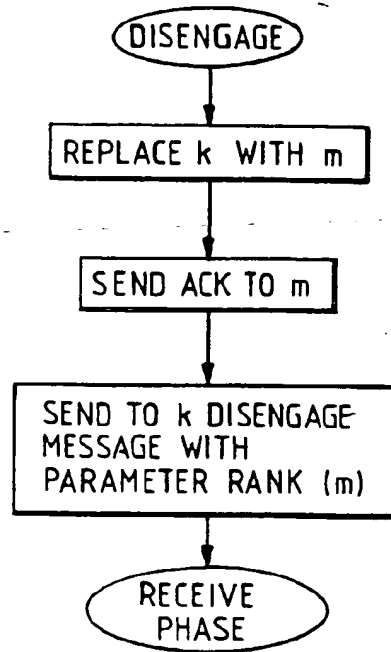 DISENGAGE
REPLACE k WITH m
SEND ACK TO m
SEND TO k DISENGAGE
MESSAGE WITH
PARAMETER RANK (m)
RECEIVE
PHASE